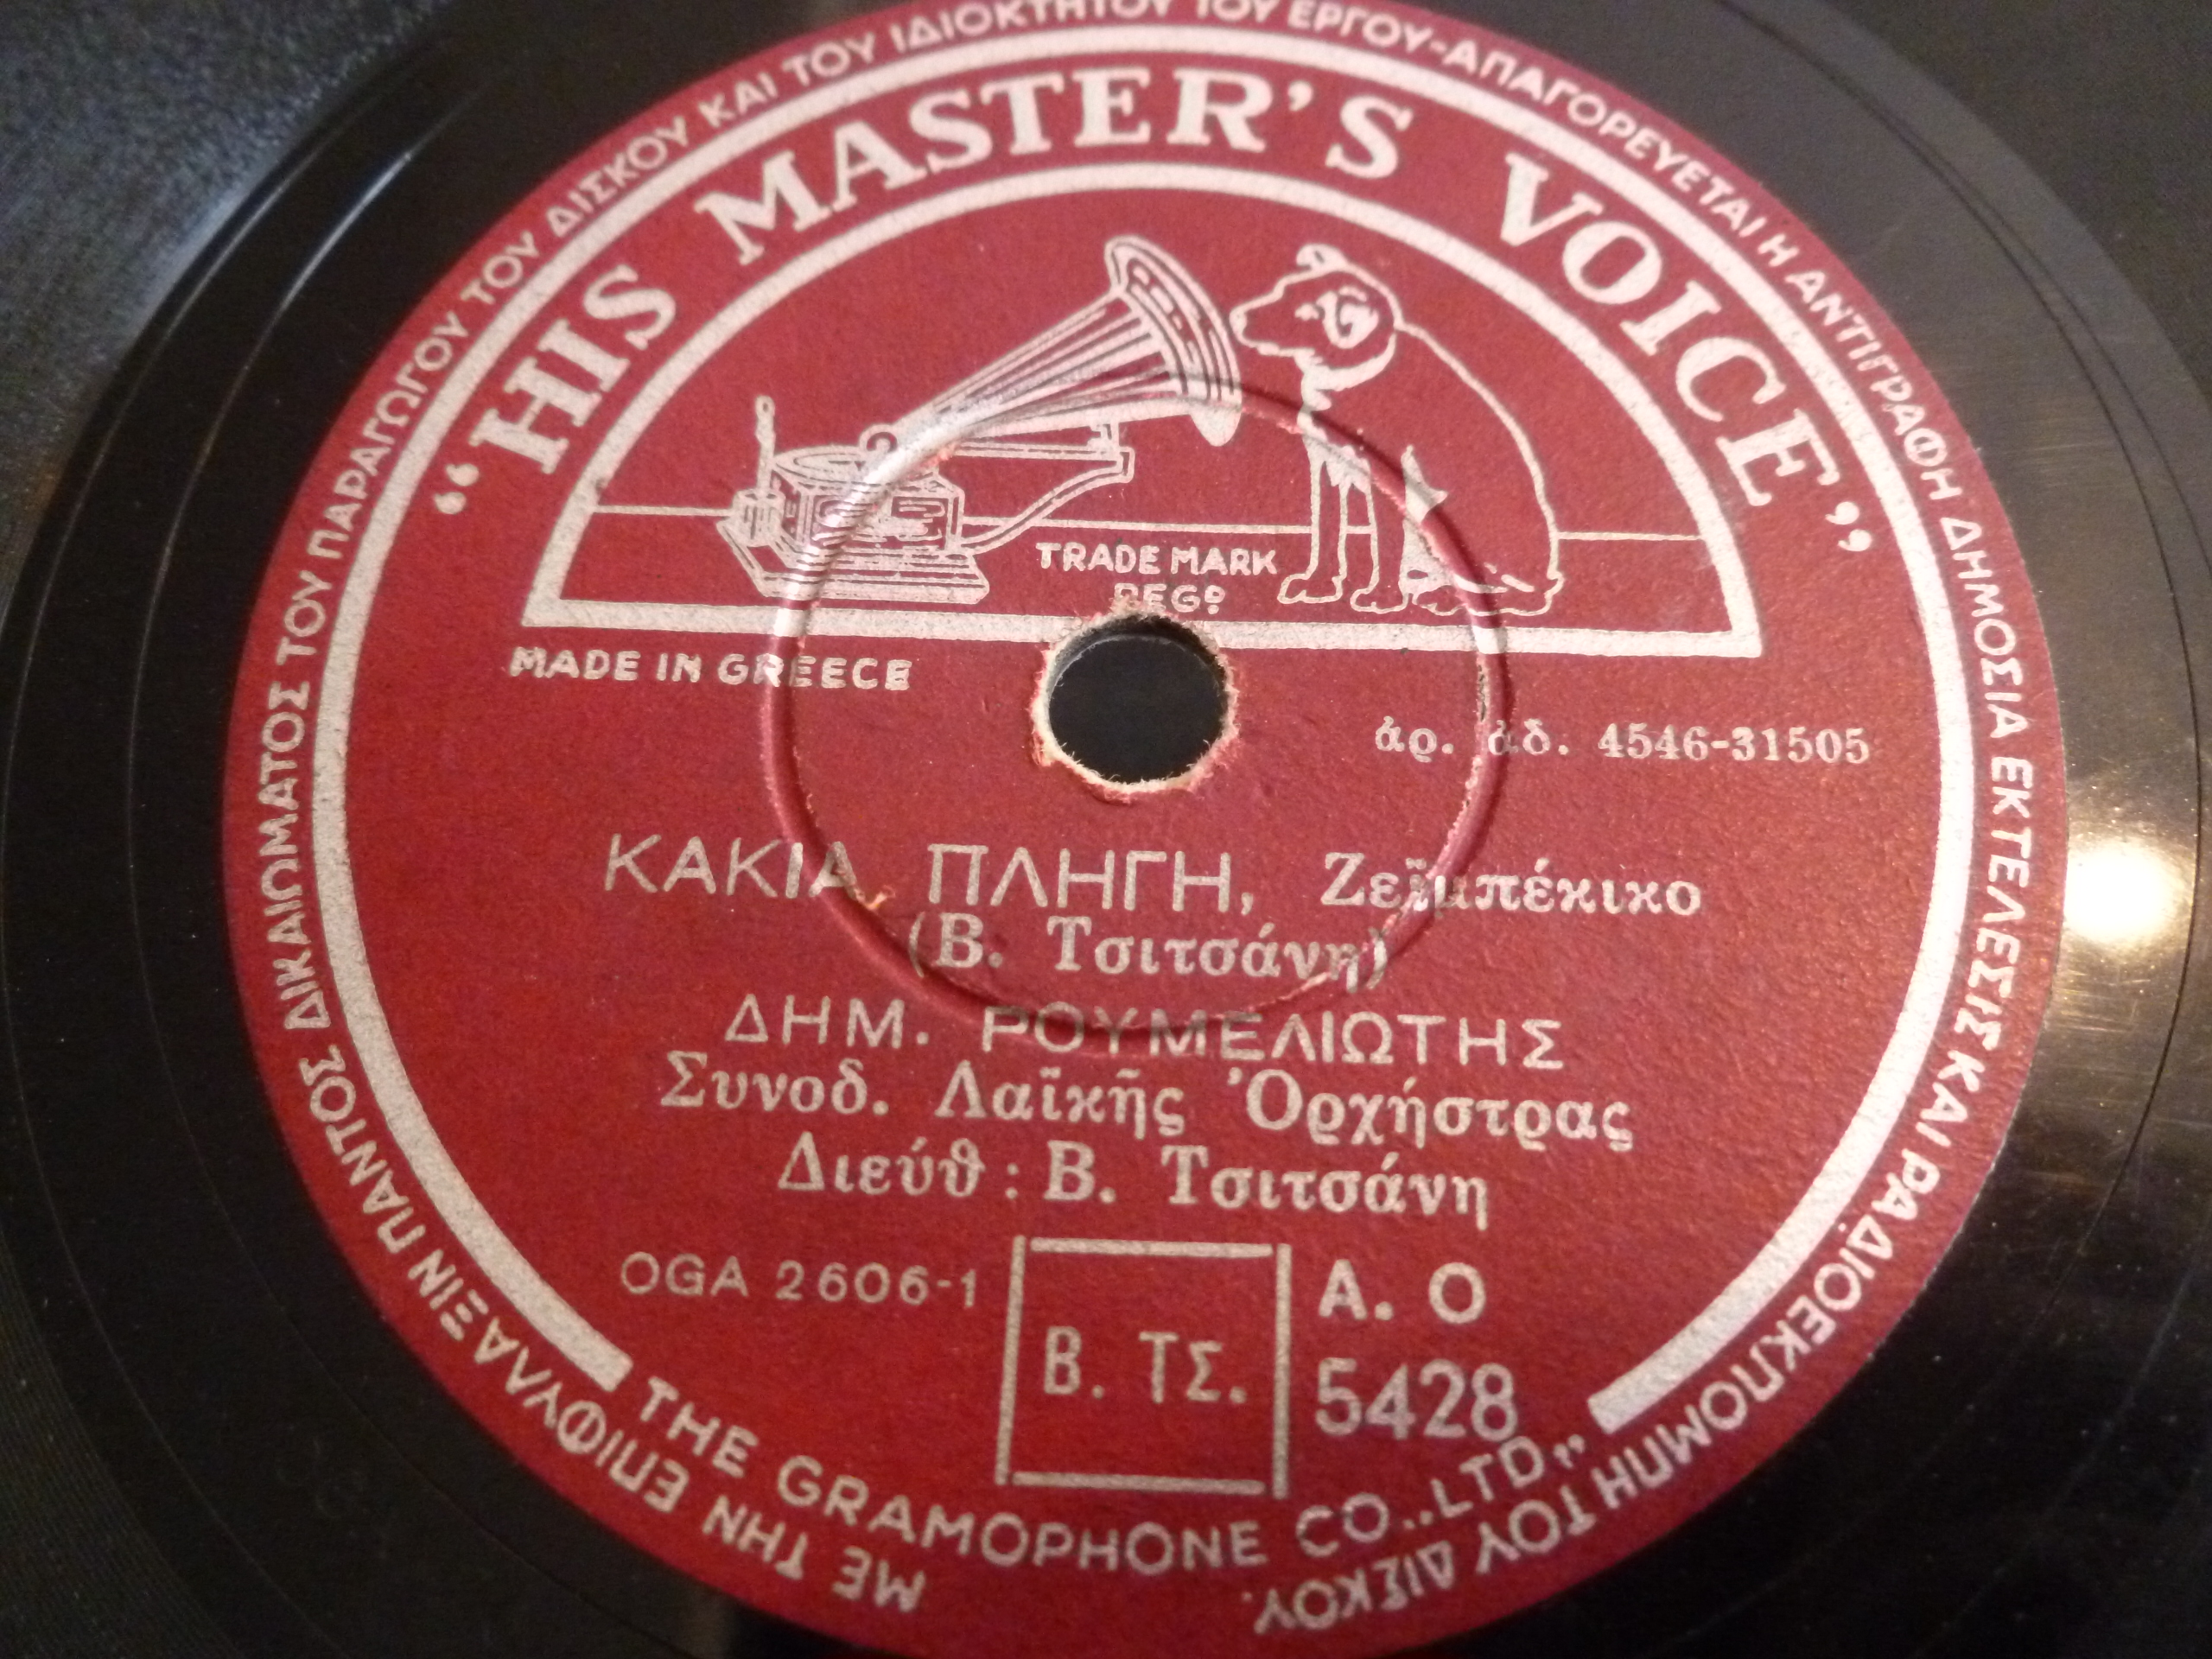 ΜΕ ΤΗΝ ΕΠΙΦΥΛΑΞΙΝ ΠΑΝΤΟΣ ΔΙΚΑΙΩΜΑΤΟΣ ΤΟΥ ΠΑΡΑΓΩΓΟΥ ΤΟΥ ΔΙΣΚΟΥ ΚΑΙ ΤΟΥ ΙΔΙΟΚΤΗΤΟΥ ΤΟΥ ΕΡΓΟΥ-ΑΠΑΓΟΡΕΥΕΤΑΙ Η ΑΝΤΙΓΡΑΦΗ ΔΗΜΟΣΙΑ ΕΚΤΕΛΕΣΙΣ ΚΑΙ ΡΑΔΙΟΕΚΠΟΜΠΗ ΤΟΥ ΔΙΣΚΟΥ.
“HIS MASTER'S VOICE”
TRADE MARK
REGD
MADE IN GREECE
ἀρ. ἀδ. 4546-31505
ΚΑΚΙΑ ΠΛΗΓΗ, Ζεϊμπέκικο
(Β. Τσιτσάνη)
ΔΗΜ. ΡΟΥΜΕΛΙΩΤΗΣ
Συνοδ. Λαϊκῆς Ὀρχήστρας
Διεύθ : Β. Τσιτσάνη
OGA 2606-1
Β. ΤΣ.
A. O
5428
THE GRAMOPHONE CO.,LTD,,